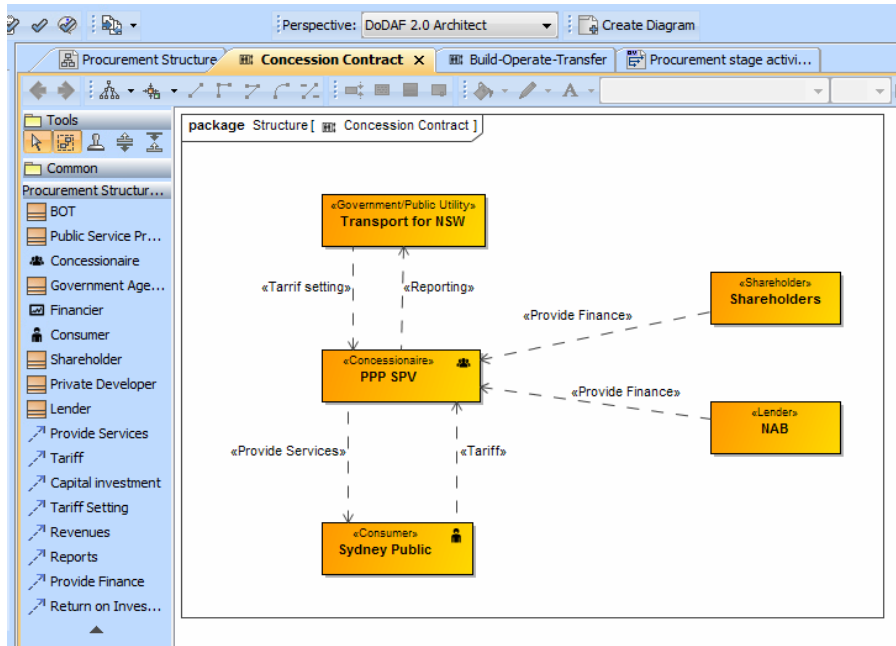 Perspective: DoDAF 2.0 Architect Create Diagram
Procurement Structure Concession Contract X Build-Operate-Transfer Procurement stage activi...
A
Tools
Common
Procurement Structur...
BOT
Public Service Pr...
Concessionaire
Government Age...
Financier
Consumer
Shareholder
Private Developer
Lender
Provide Services
Tariff
Capital investment
Tariff Setting
Revenues
Reports
Provide Finance
Return on Inves...
package Structure [ Concession Contract ]
«Government/Public Utility»
Transport for NSW
«Tarrif setting»
«Reporting»
«Shareholder»
Shareholders
«Provide Finance»
«Concessionaire»
PPP SPV
«Provide Finance»
«Lender»
NAB
«Provide Services»
«Tariff»
«Consumer»
Sydney Public